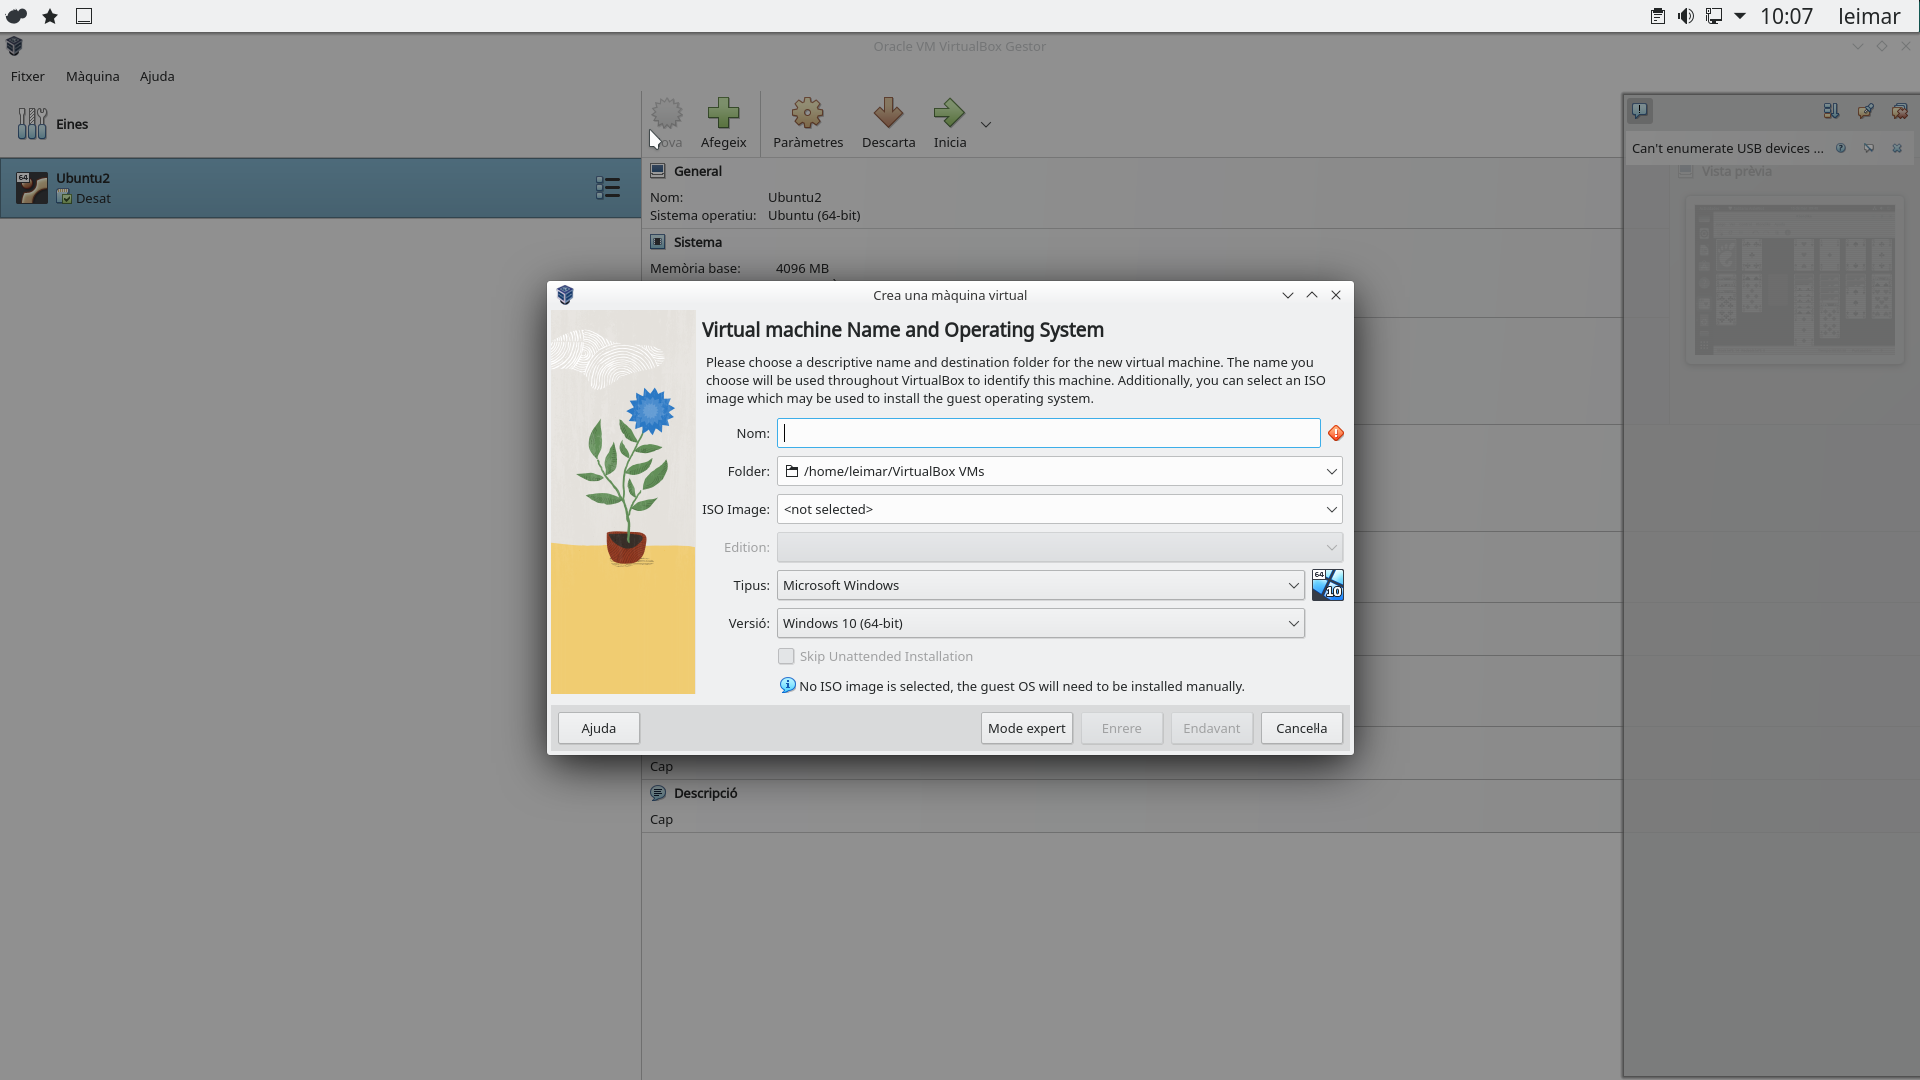 10:07
leimar
Oracle VM VirtualBox Gestor
Fitxer
Màquina
Ajuda
Eines
ova
Afegeix
Paràmetres
Descarta
Inicia
Can't enumerate USB devices ...
64
Ubuntu2
Desat
General
Nom:
Ubuntu2
Sistema operatiu:
Ubuntu (64-bit)
Vista prèvia
Sistema
Memòria base:
4096 MB
Crea una màquina virtual
Virtual machine Name and Operating System
Please choose a descriptive name and destination folder for the new virtual machine. The name you
choose will be used throughout VirtualBox to identify this machine. Additionally, you can select an ISO
image which may be used to install the guest operating system.
Nom:
Folder:
/home/leimar/VirtualBox VMs
ISO Image:
<not selected>
Edition:
Tipus:
Microsoft Windows
64
10
Versió:
Windows 10 (64-bit)
Skip Unattended Installation
No ISO image is selected, the guest OS will need to be installed manually.
Ajuda
Mode expert
Enrere
Endavant
Canceŀla
Cap
Descripció
Cap